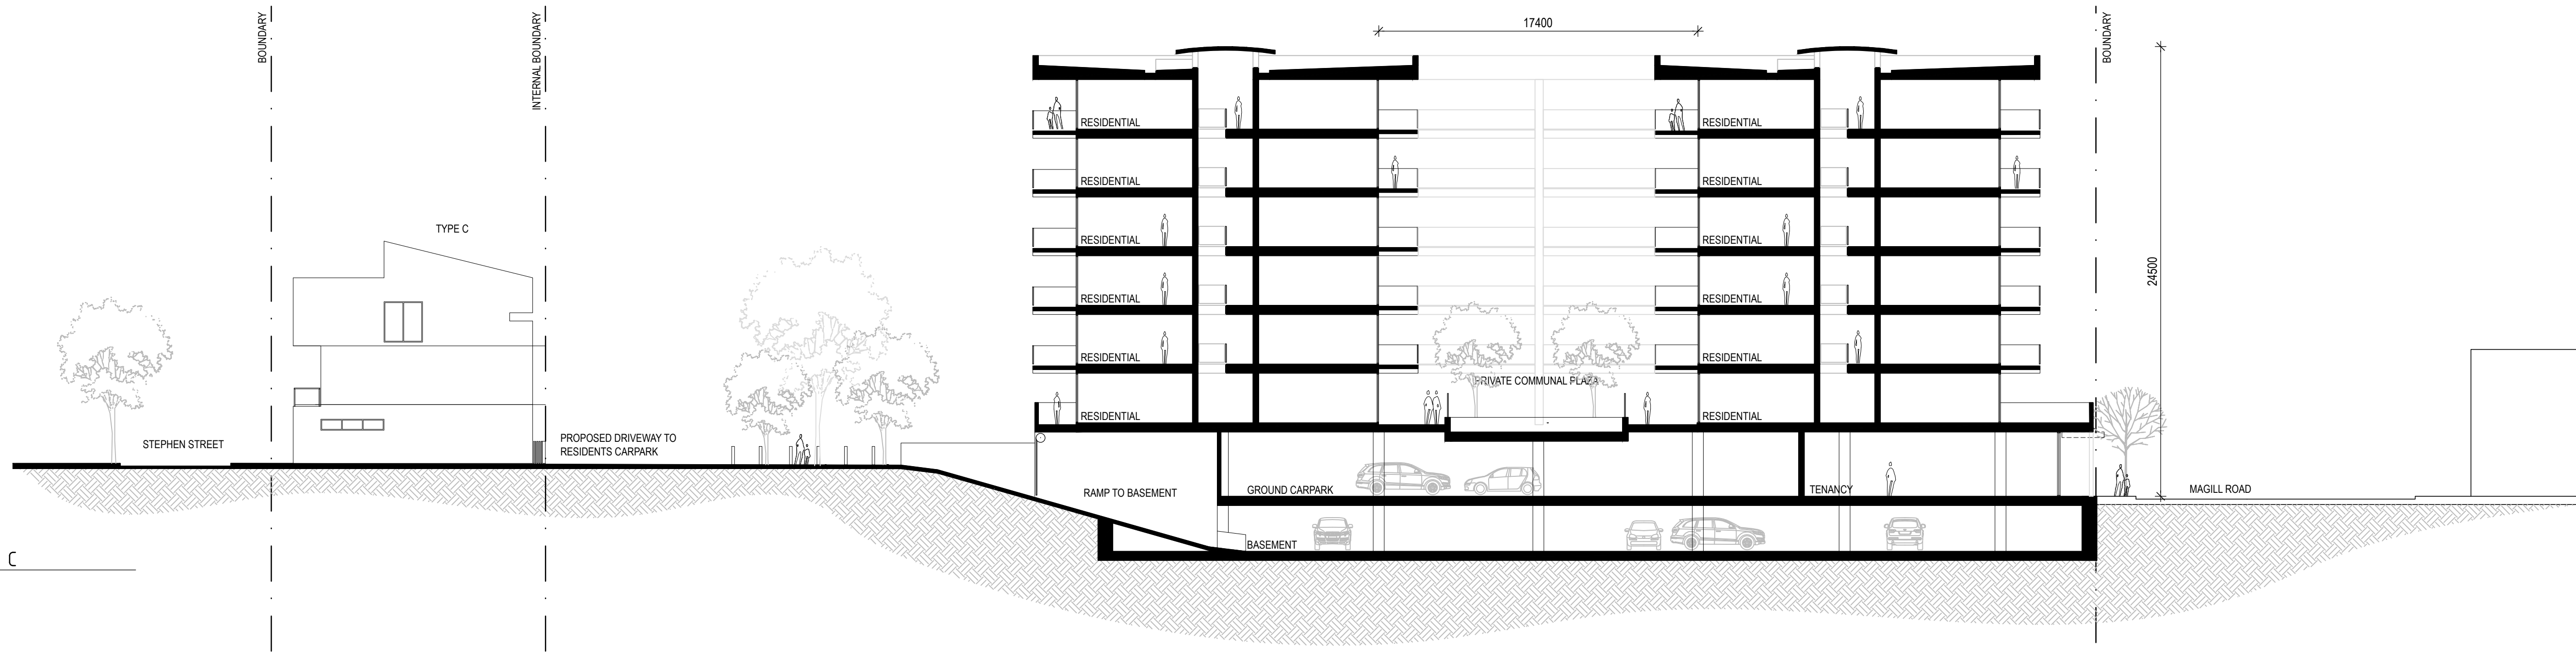 BOUNDARY
INTERNAL BOUNDARY
17400
BOUNDARY
24500
TYPE C
RESIDENTIAL
RESIDENTIAL
RESIDENTIAL
RESIDENTIAL
RESIDENTIAL
RESIDENTIAL
RESIDENTIAL
RESIDENTIAL
RESIDENTIAL
RESIDENTIAL
PRIVATE COMMUNAL PLAZA
RESIDENTIAL
RESIDENTIAL
STEPHEN STREET
PROPOSED DRIVEWAY TO
RESIDENTS CARPARK
RAMP TO BASEMENT
GROUND CARPARK
TENANCY
MAGILL ROAD
BASEMENT
C